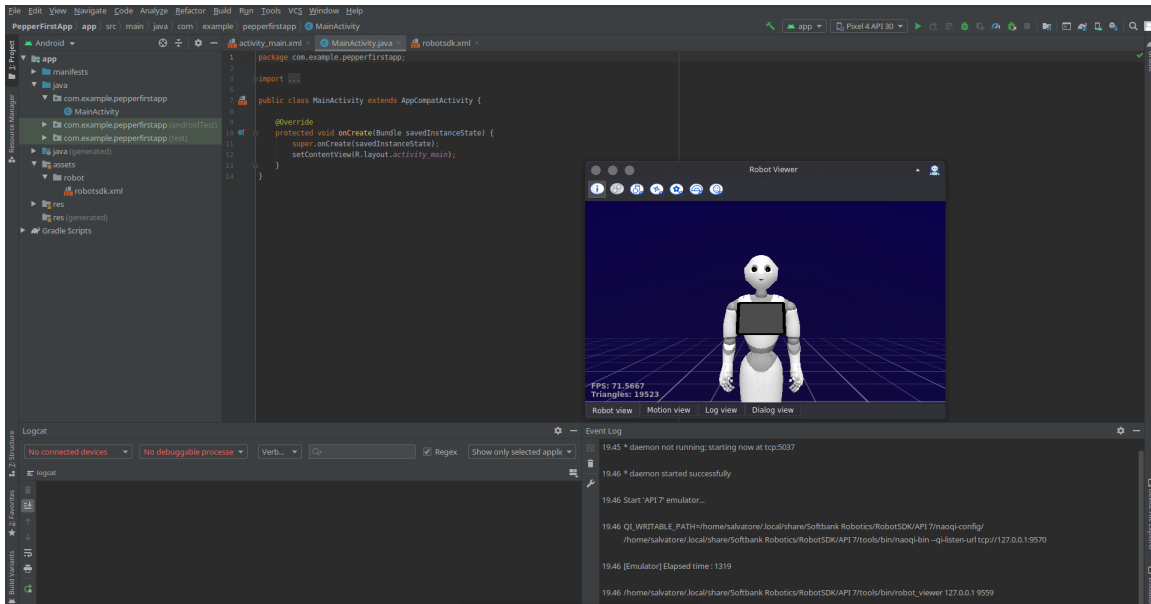 File Edit View Navigate Code Analyze Refactor Build Run Tools VCS Window Help
PepperFirstApp app src main java com example pepperfirstapp MainActivity
app Pixel 4 API 30
1: Project
Resource Manager
Android
activity_main.xml MainActivity.java robotsdk.xml
app
manifests
java
com.example.pepperfirstapp
MainActivity
com.example.pepperfirstapp (androidTest)
com.example.pepperfirstapp (test)
java (generated)
assets
robot
robotsdk.xml
res
res (generated)
Gradle Scripts
1 package com.example.pepperfirstapp;
2
3 import ...
7 public class MainActivity extends AppCompatActivity {
8
9 @Override
10 protected void onCreate(Bundle savedInstanceState) {
11 super.onCreate(savedInstanceState);
12 setContentView(R.layout.activity_main);
13 }
14 }
Robot Viewer
FPS: 71.5667
Triangles: 19523
Robot view Motion view Log view Dialog view
Z: Structure
2: Favorites
Build Variants
Logcat
No connected devices No debuggable processe Verb... Regex Show only selected applic
logcat
Event Log
19.45 * daemon not running; starting now at tcp:5037
19.46 * daemon started successfully
19.46 Start 'API 7' emulator...
19.46 QI_WRITABLE_PATH=/home/salvatore/.local/share/Softbank Robotics/RobotSDK/API 7/naoqi-config/
/home/salvatore/.local/share/Softbank Robotics/RobotSDK/API 7/tools/bin/naoqi-bin --qi-listen-url tcp://127.0.0.1:9570
19.46 [Emulator] Elapsed time : 1319
19.46 /home/salvatore/.local/share/Softbank Robotics/RobotSDK/API 7/tools/bin/robot_viewer 127.0.0.1 9559